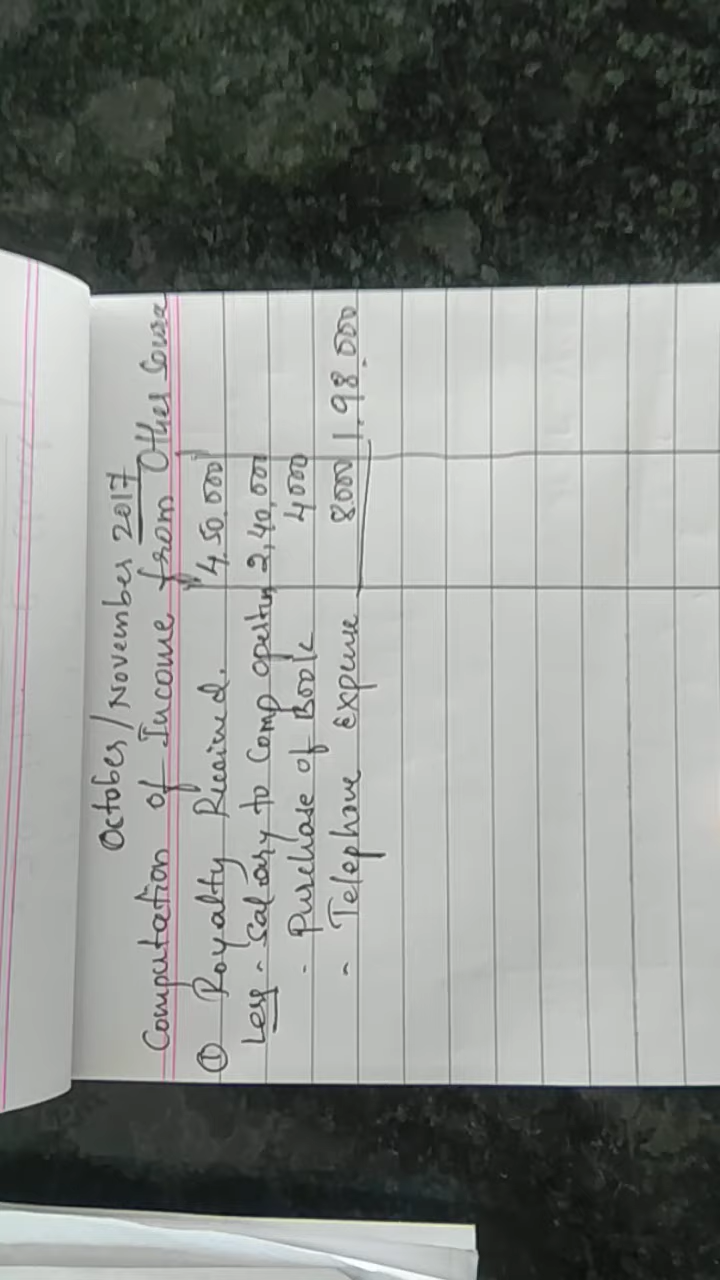 October/November 2017
Computation of Income from Other Source
① Royalty Received. 4,50,000
Less - Salary to Comp 2,40,000
- Purchase of Book 4000
- Telephone Expense 8000 1,98,000